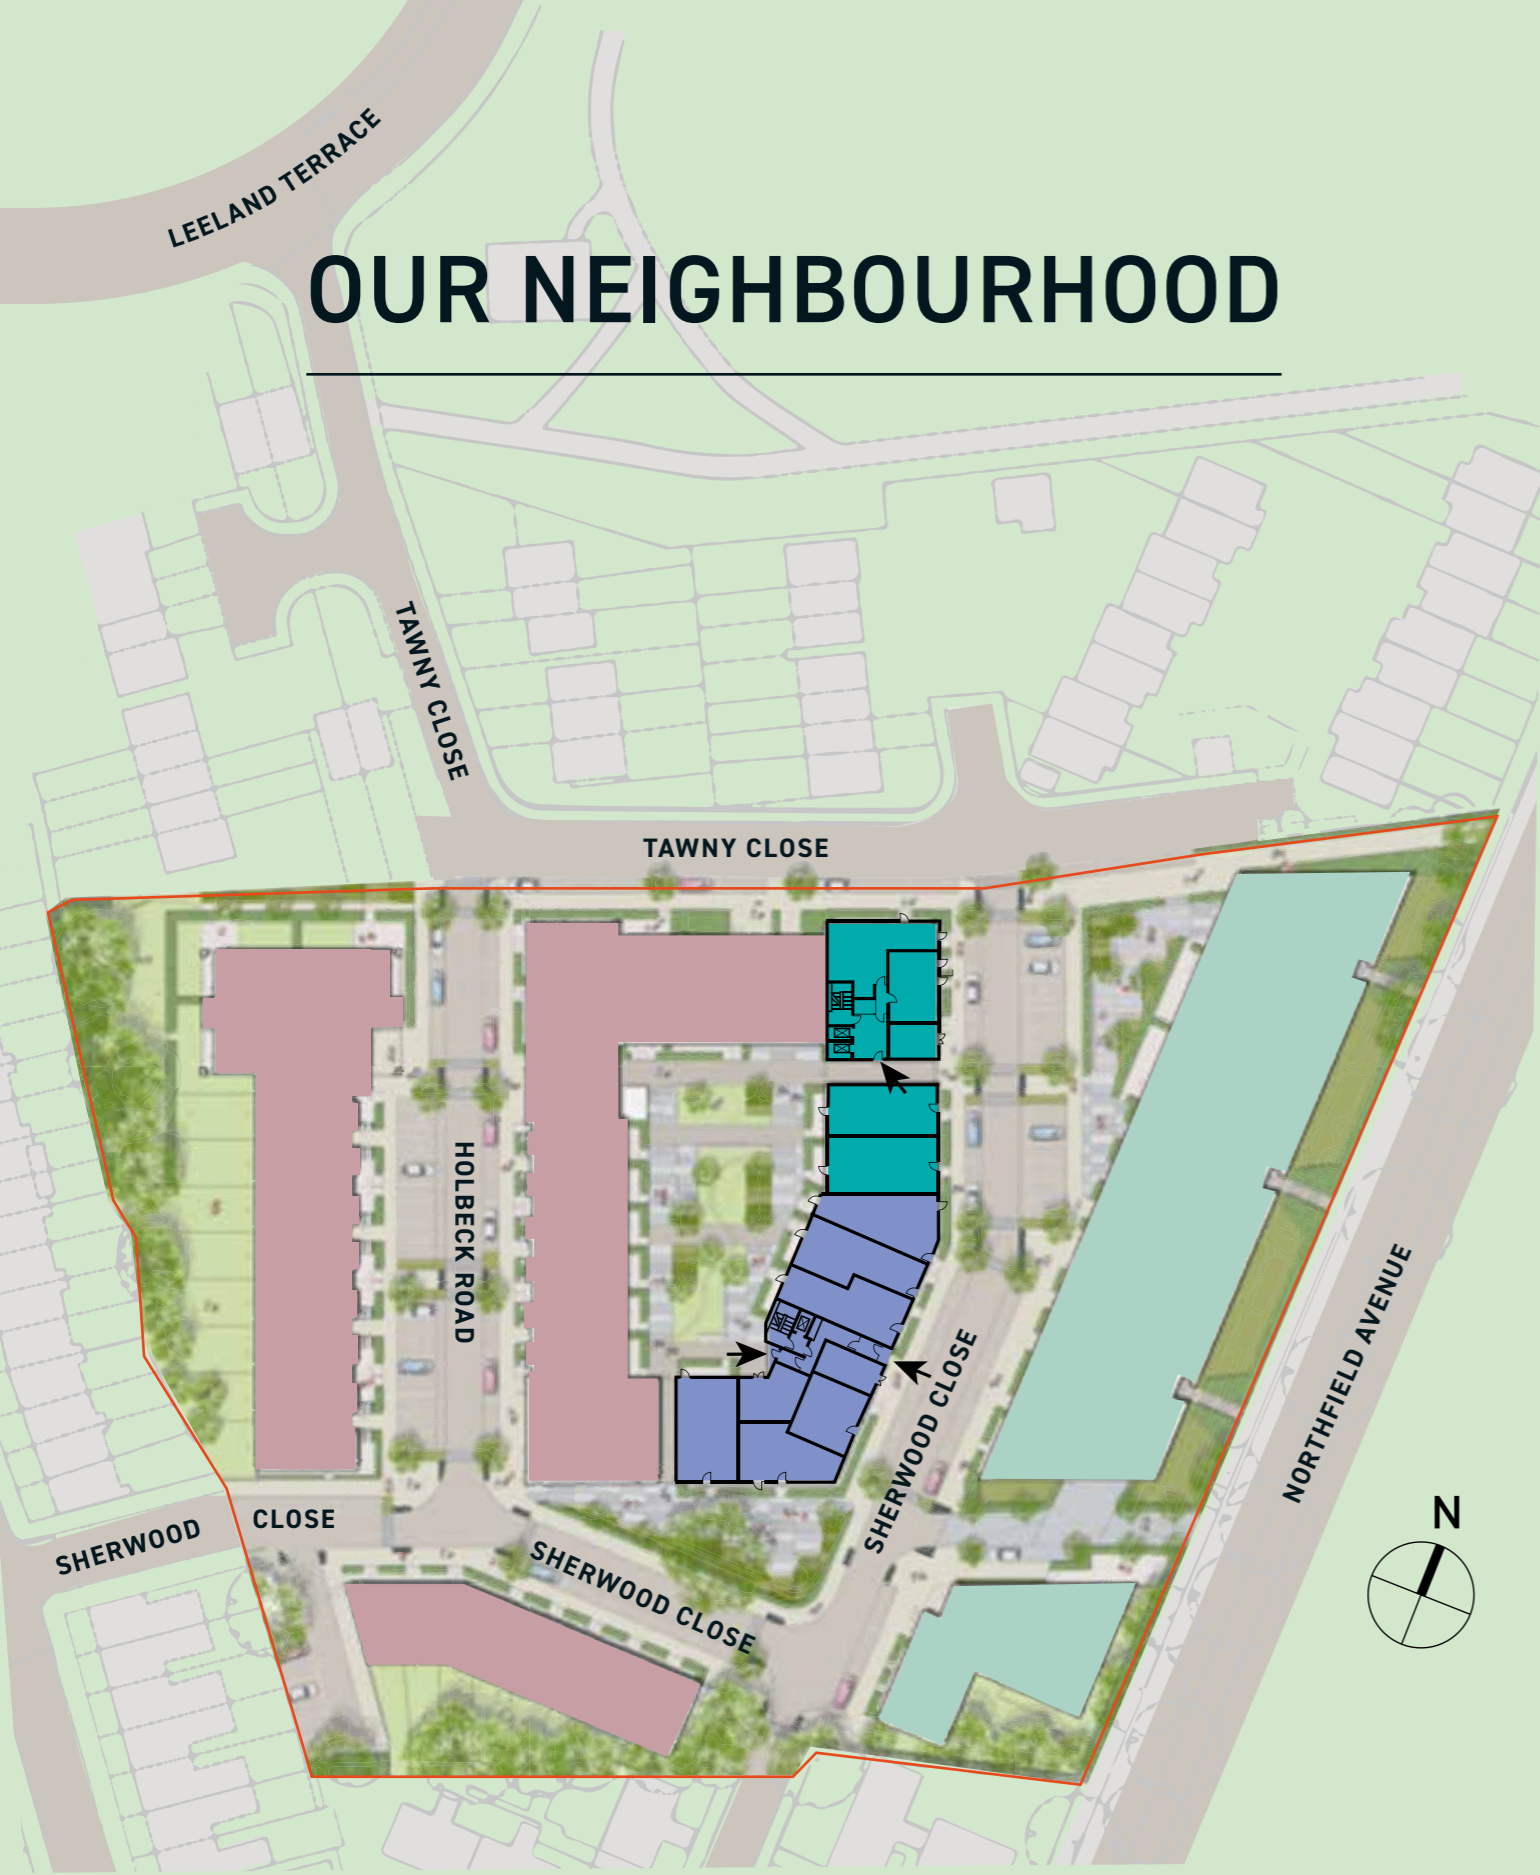 LEELAND TERRACE
OUR NEIGHBOURHOOD
TAWNY CLOSE
TAWNY CLOSE
HOLBECK ROAD
SHERWOOD CLOSE
NORTHFIELD AVENUE
SHERWOOD
CLOSE
SHERWOOD CLOSE
N